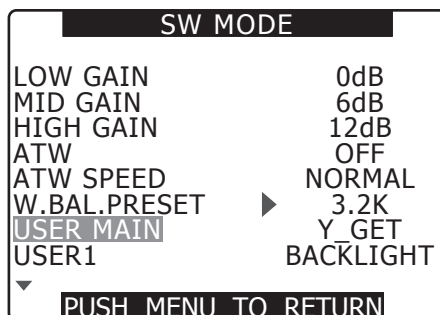 SW MODE
LOW GAIN 0dB
MID GAIN 6dB
HIGH GAIN 12dB
ATW OFF
ATW SPEED NORMAL
W.BAL.PRESET 3.2K
USER MAIN Y_GET
USER1 BACKLIGHT
PUSH MENU TO RETURN